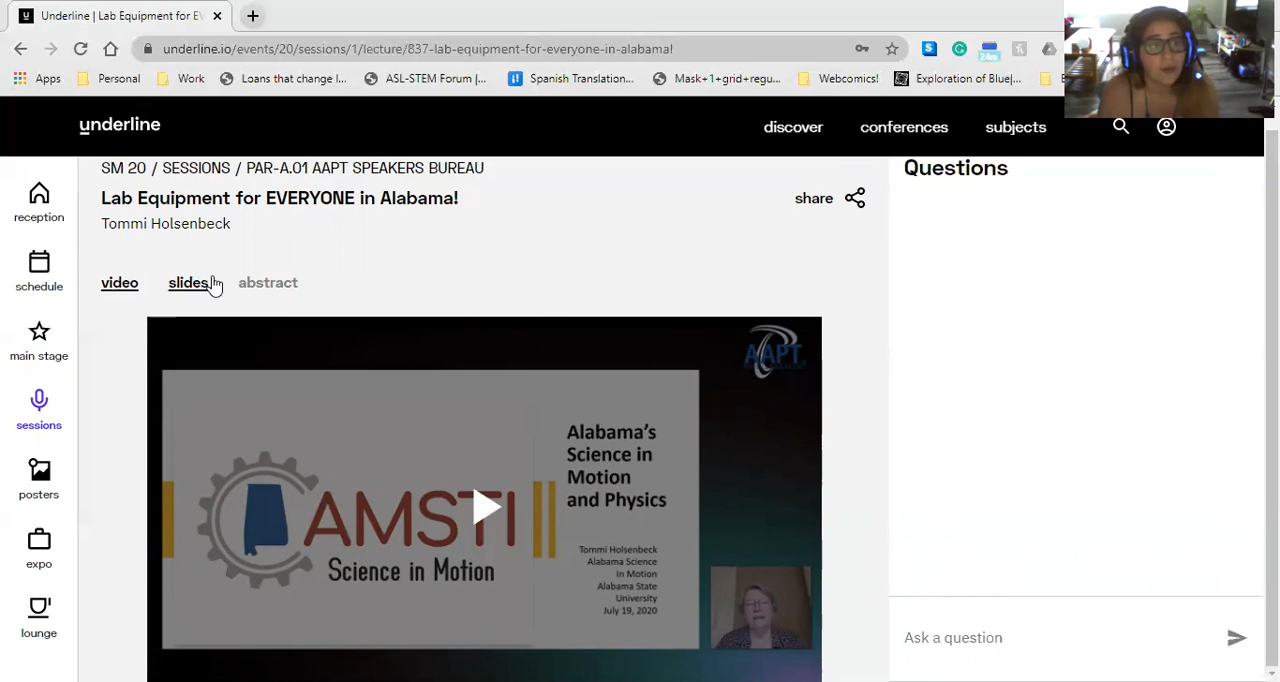 Underline | Lab Equipment for EV
underline.io/events/20/sessions/1/lecture/837-lab-equipment-for-everyone-in-alabama!
Apps Personal Work Loans that change l... ASL-STEM Forum |... Spanish Translation... Mask+1+grid+regu... Webcomics! Exploration of Blue|...
24m
underline
discover conferences subjects
SM 20 / SESSIONS / PAR-A.01 AAPT SPEAKERS BUREAU
Lab Equipment for EVERYONE in Alabama!
share
Tommi Holsenbeck
video slides abstract
Questions
reception
schedule
main stage
sessions
posters
expo
lounge
AAPT
AMSTI
Science in Motion
Alabama's
Science in
Motion
and Physics
Tommi Holsenbeck
Alabama Science
In Motion
Alabama State
University
July 19, 2020
Ask a question